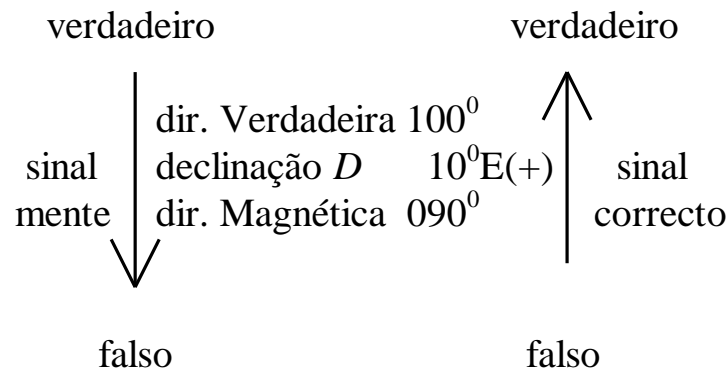 verdadeiro verdadeiro
dir. Verdadeira 100⁰
sinal declinação D 10⁰E(+) sinal
mente dir. Magnética 090⁰ correcto
falso falso